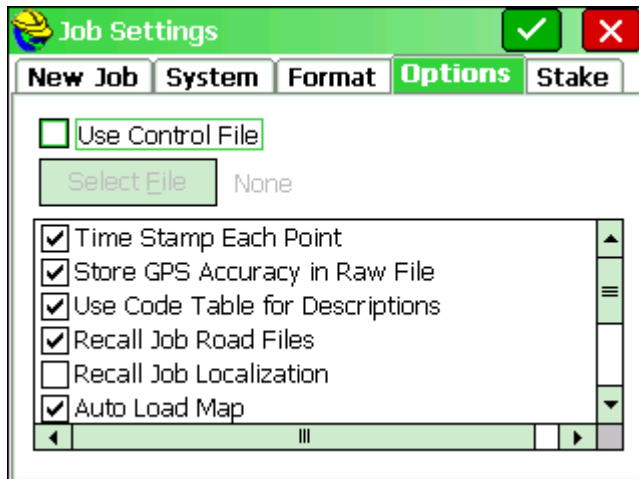 Job Settings
New Job System Format Options Stake
Use Control File
Select File None
Time Stamp Each Point
Store GPS Accuracy in Raw File
Use Code Table for Descriptions
Recall Job Road Files
Recall Job Localization
Auto Load Map